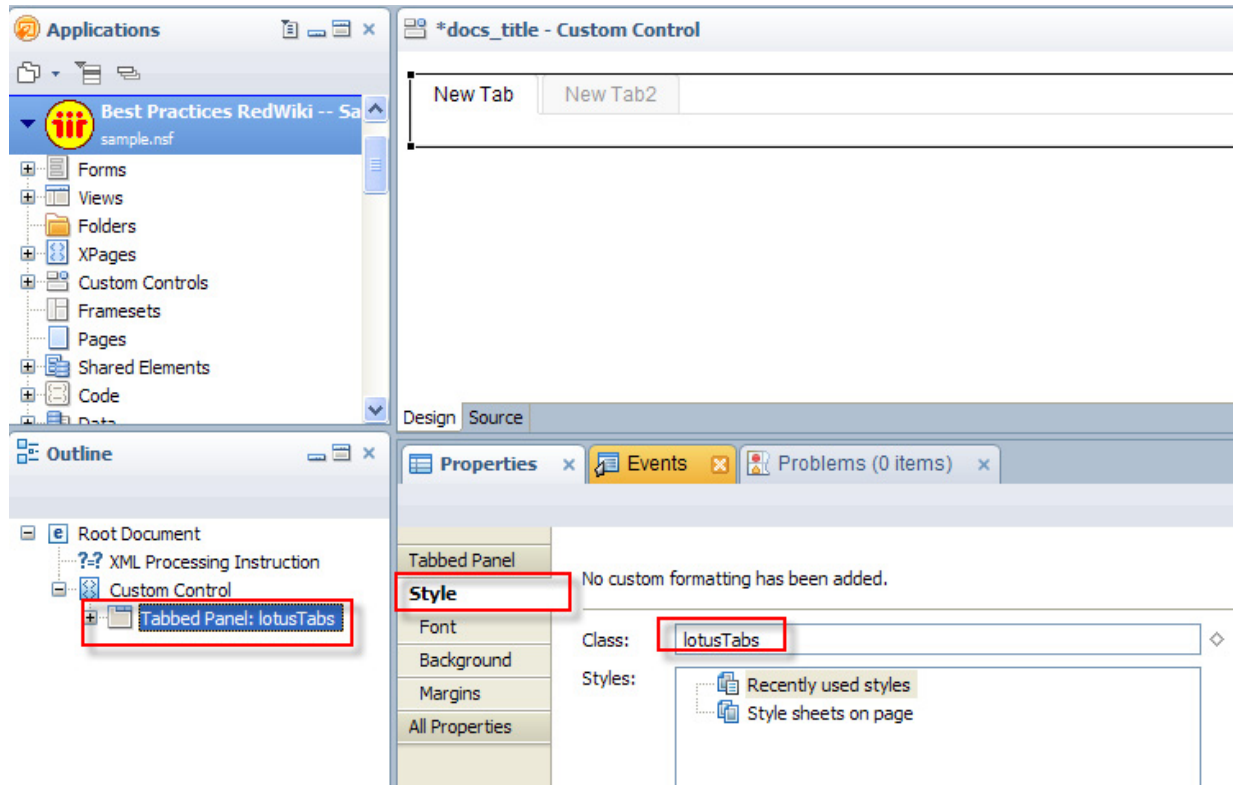 Applications
Best Practices RedWiki -- Sa
sample.nsf
Forms
Views
Folders
XPages
Custom Controls
Framesets
Pages
Shared Elements
Code
Data
*docs_title - Custom Control
New Tab New Tab2
Design Source
Outline
Root Document
?=? XML Processing Instruction
Custom Control
Tabbed Panel: lotusTabs
Properties Events Problems (0 items)
Tabbed Panel
Style
Font
Background
Margins
All Properties
No custom formatting has been added.
Class: lotusTabs
Styles: Recently used styles
Style sheets on page